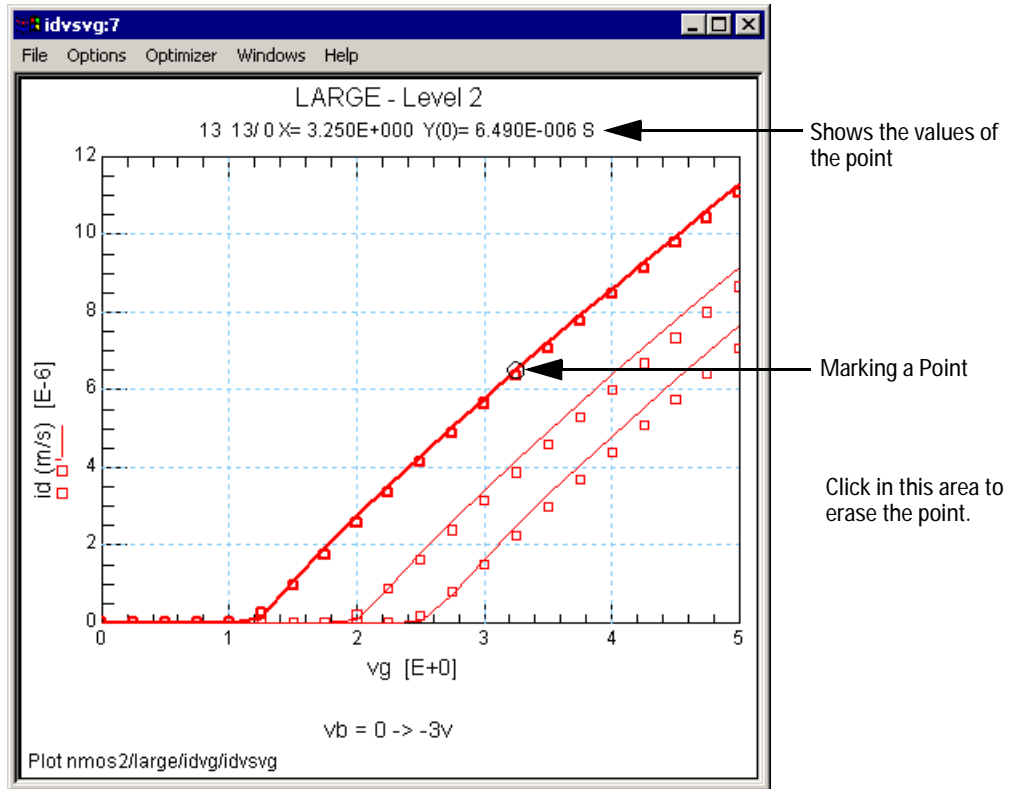 idvsvg:7
File Options Optimizer Windows Help
LARGE - Level 2
13 13/ 0 X= 3.250E+000 Y(0)= 6.490E-006 S
Shows the values of
the point
12
10
8
6
4
2
0
id (m/s) [E-6]
Marking a Point
Click in this area to
erase the point.
0 1 2 3 4 5
vg [E+0]
vb = 0 -> -3v
Plot nmos2/large/idvg/idvsvg